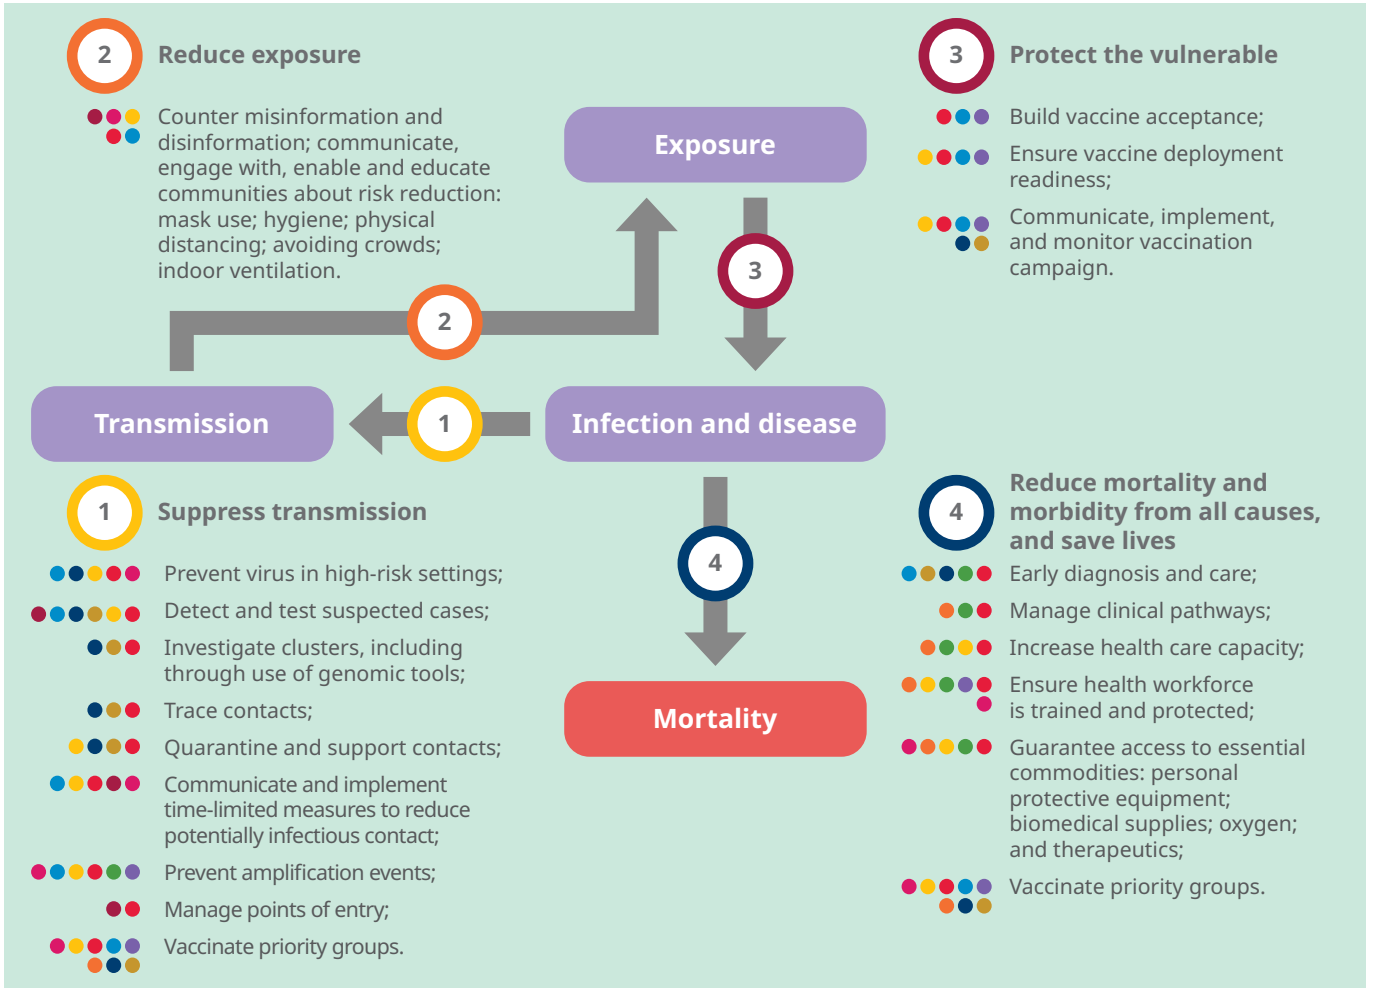 2
Reduce exposure
Counter misinformation and
disinformation; communicate,
engage with, enable and educate
communities about risk reduction:
mask use; hygiene; physical
distancing; avoiding crowds;
indoor ventilation.
3
Protect the vulnerable
Build vaccine acceptance;
Ensure vaccine deployment
readiness;
Communicate, implement,
and monitor vaccination
campaign.
Exposure
3
2
Transmission
1
Infection and disease
1
Suppress transmission
Prevent virus in high-risk settings;
Detect and test suspected cases;
Investigate clusters, including
through use of genomic tools;
Trace contacts;
Quarantine and support contacts;
Communicate and implement
time-limited measures to reduce
potentially infectious contact;
Prevent amplification events;
Manage points of entry;
Vaccinate priority groups.
4
Mortality
4
Reduce mortality and
morbidity from all causes,
and save lives
Early diagnosis and care;
Manage clinical pathways;
Increase health care capacity;
Ensure health workforce
is trained and protected;
Guarantee access to essential
commodities: personal
protective equipment;
biomedical supplies; oxygen;
and therapeutics;
Vaccinate priority groups.